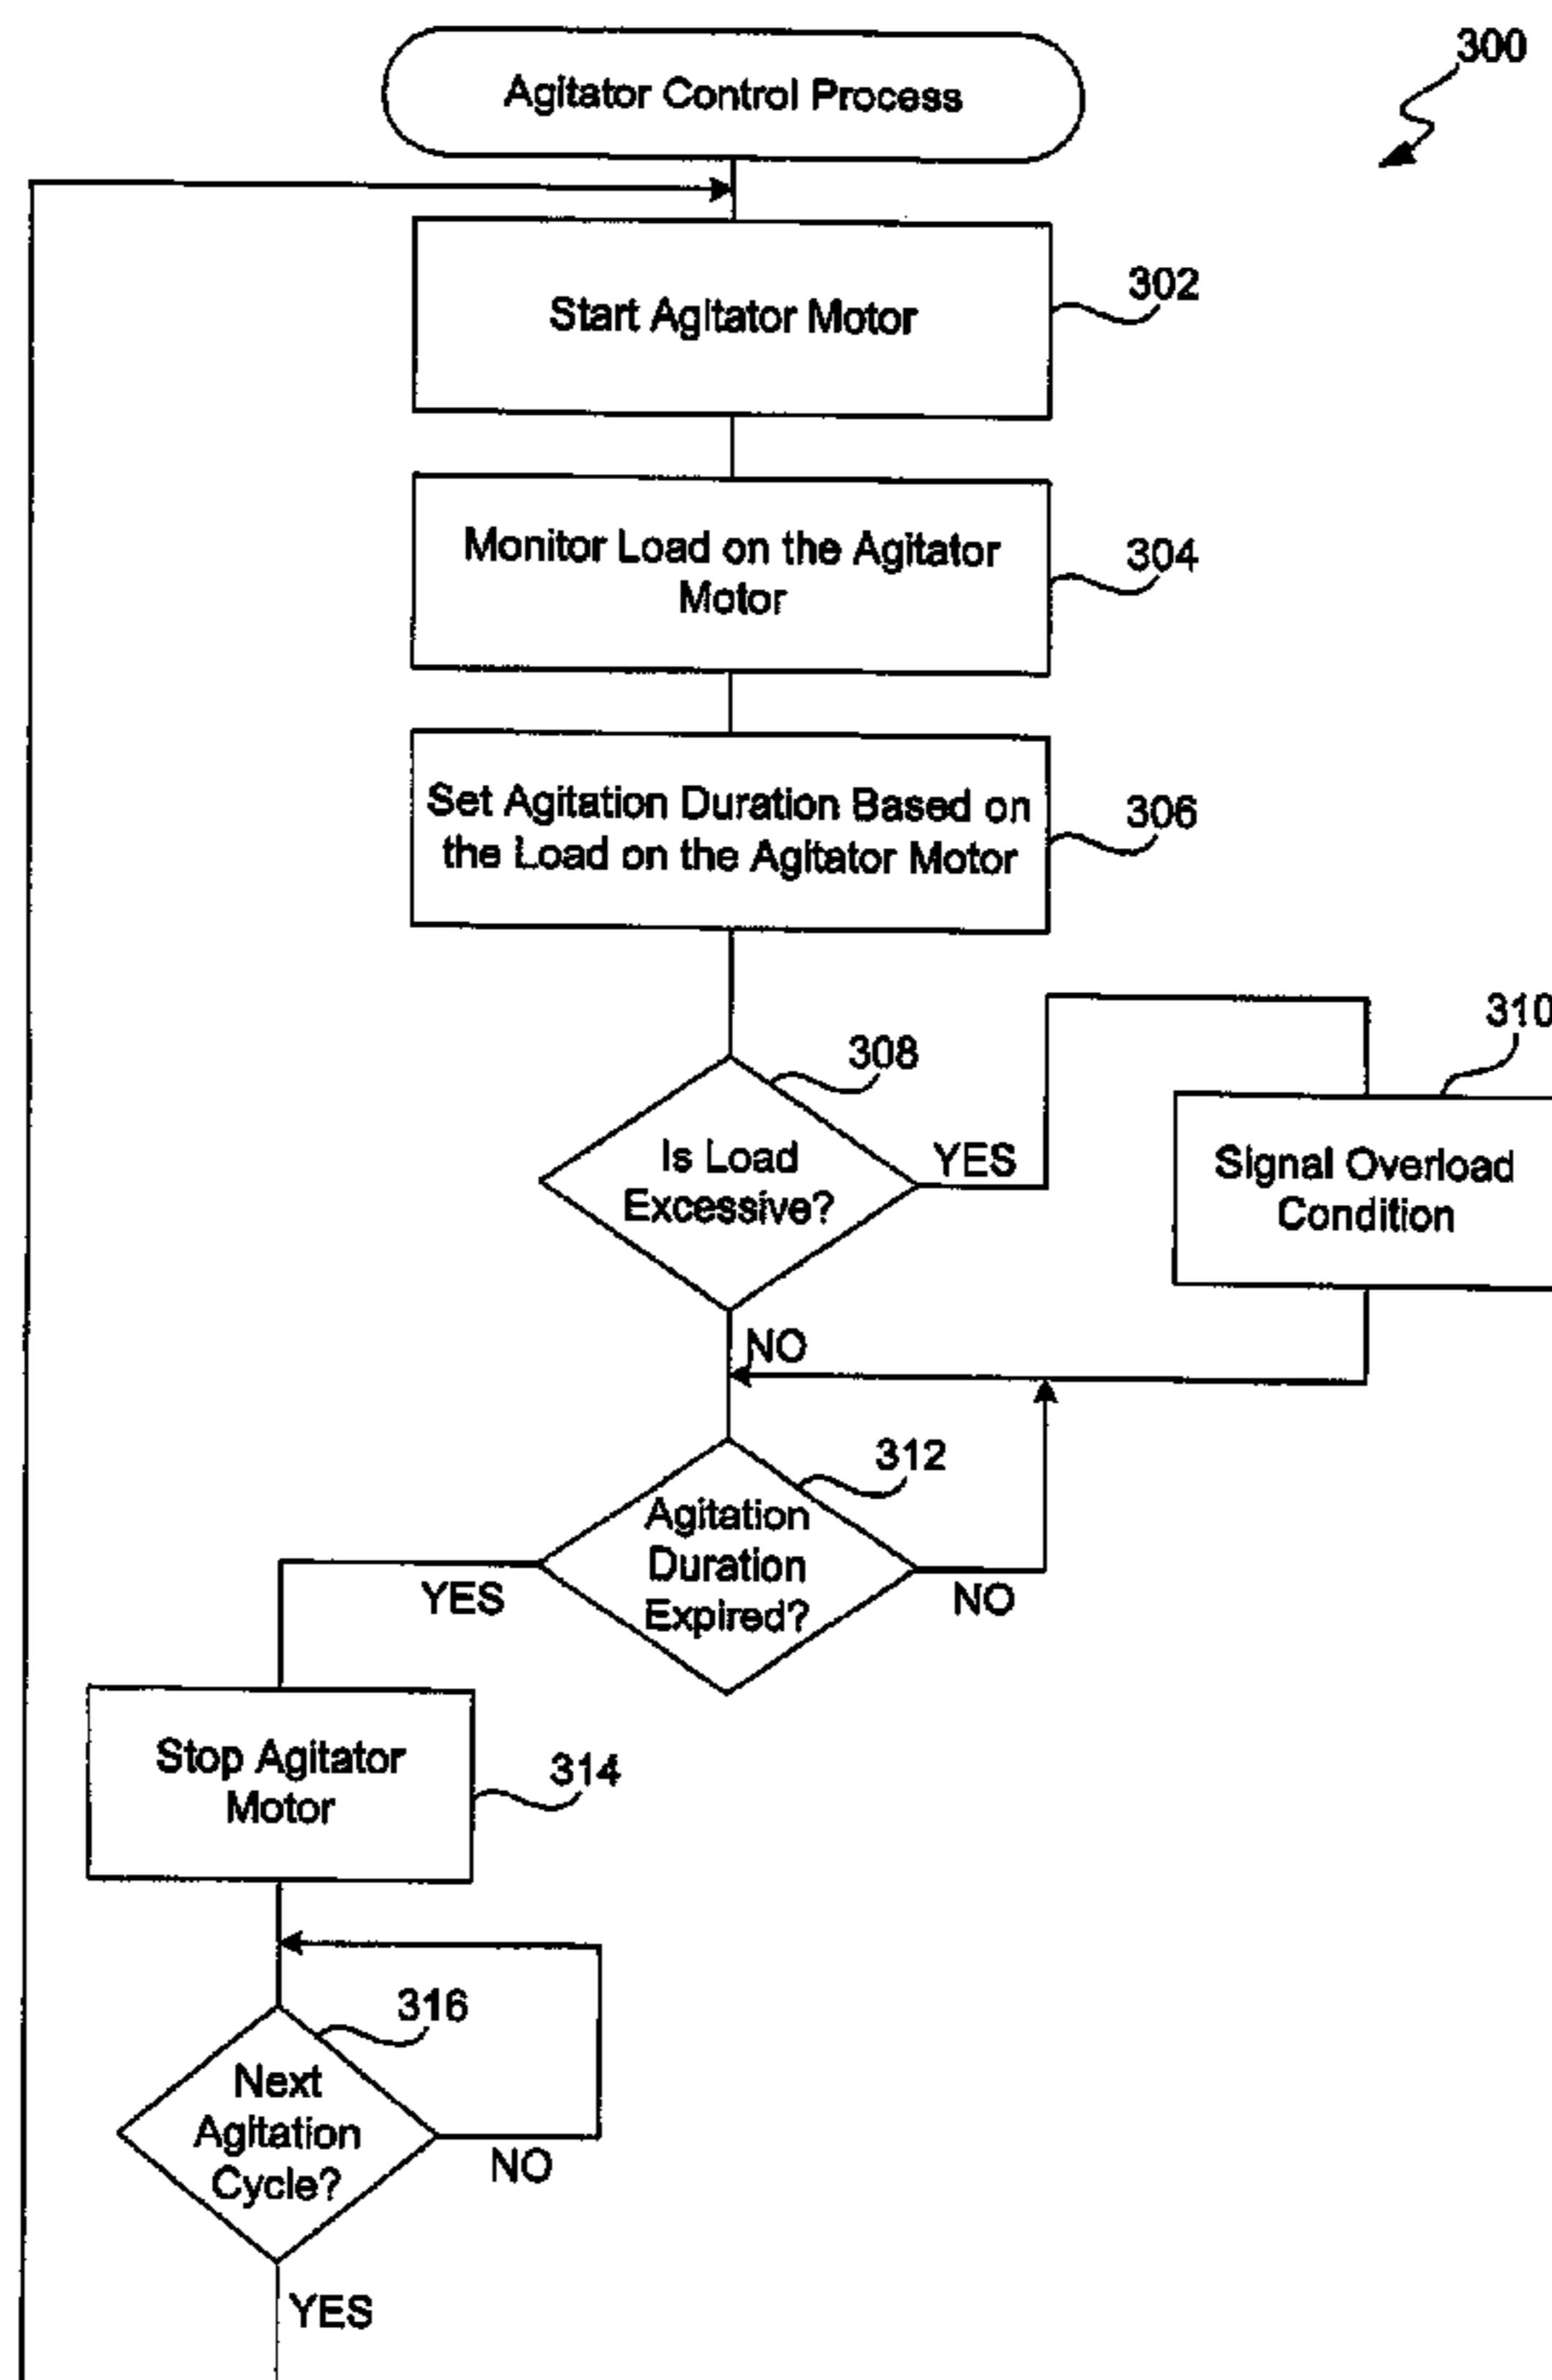 300
Agitator Control Process
302
Start Agitator Motor
304
Monitor Load on the Agitator
Motor
306
Set Agitation Duration Based on
the Load on the Agitator Motor
310
308
Is Load
Excessive?
YES
Signal Overload
Condition
NO
312
Agitation
Duration
Expired?
YES
NO
314
Stop Agitator
Motor
316
Next
Agitation
Cycle?
NO
YES